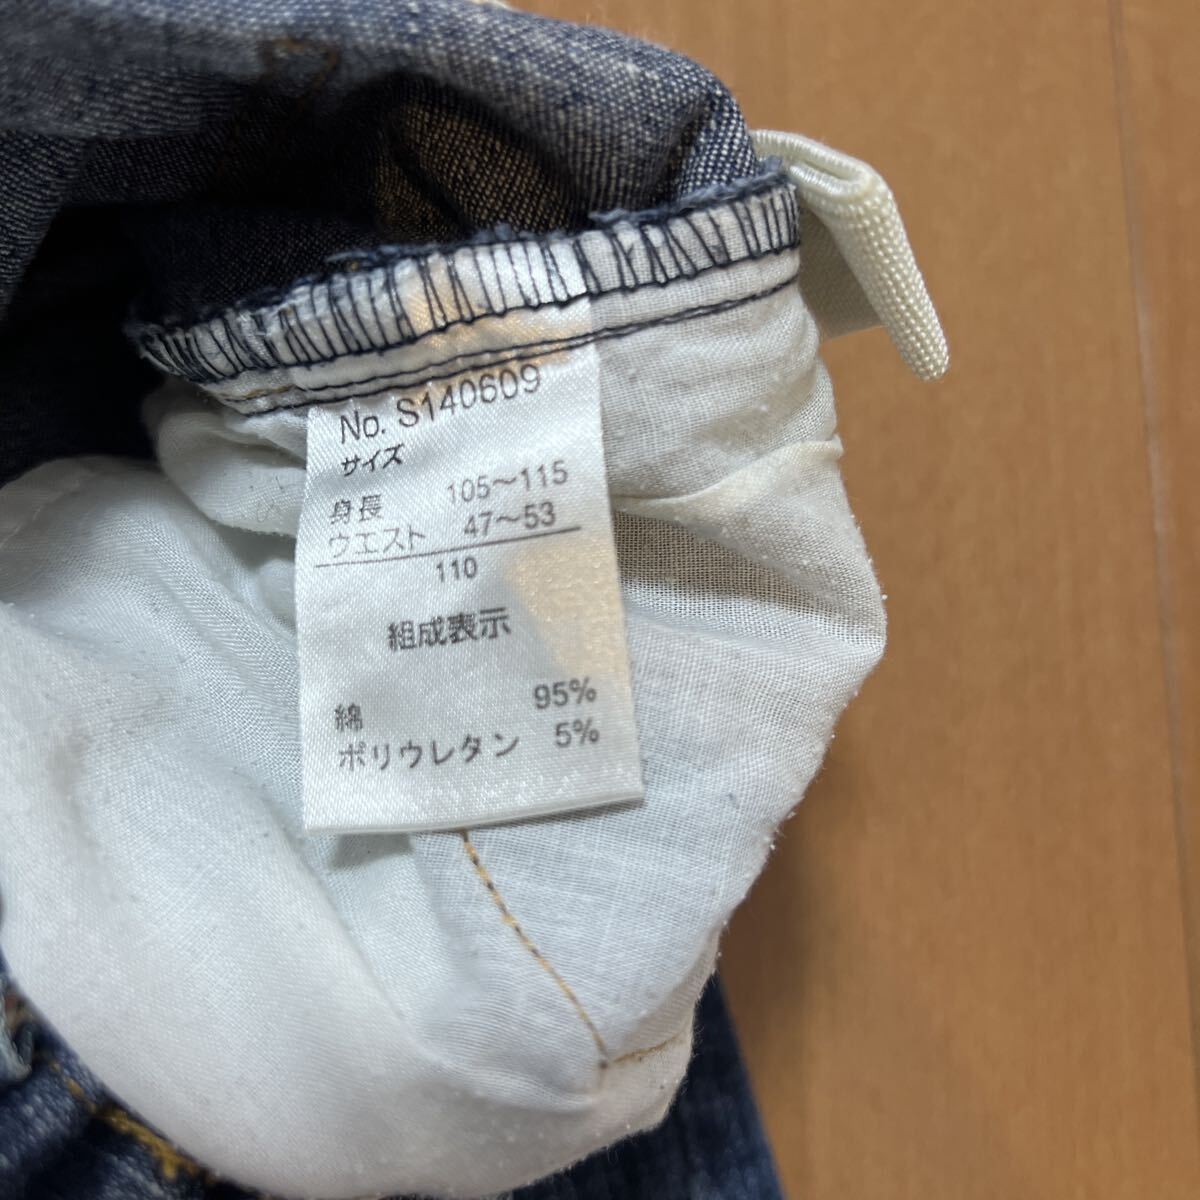 No. S140609
サイズ
身長 105～115
ウエスト 47～53
110
組成表示
綿 95%
ポリウレタン 5%